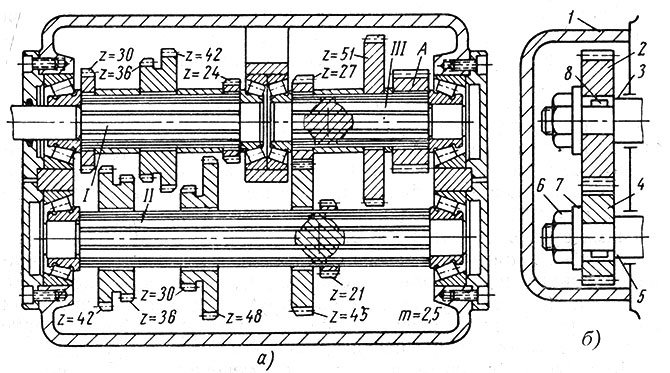 z=30
z=36
z=42
z=24
z=51
z=27
III
A
I
II
z=42
z=36
z=30
z=48
z=45
z=21
m=2,5
а)
1
2
3
8
4
6
7
5
б)